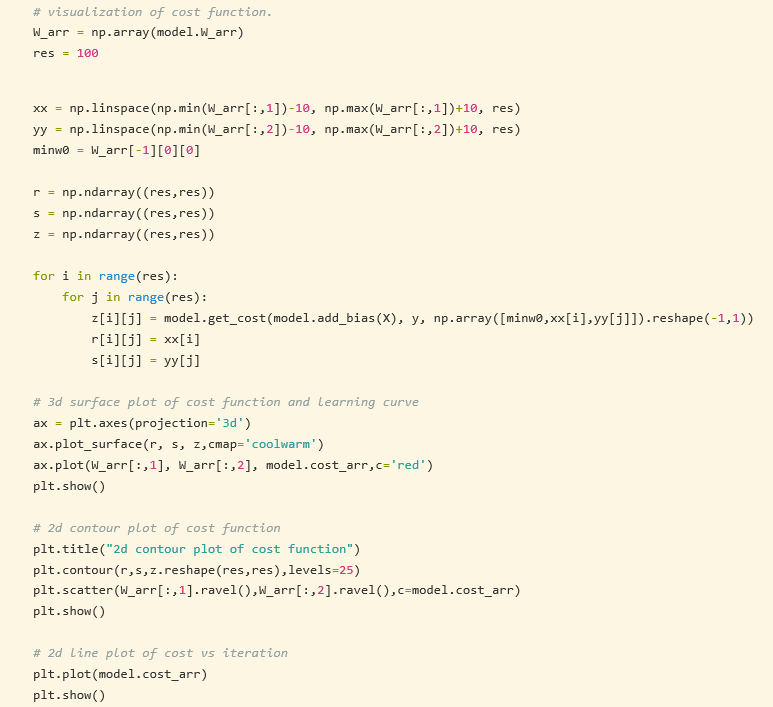 # visualization of cost function.
W_arr = np.array(model.W_arr)
res = 100
xx = np.linspace(np.min(W_arr[:,1])-10, np.max(W_arr[:,1])+10, res)
yy = np.linspace(np.min(W_arr[:,2])-10, np.max(W_arr[:,2])+10, res)
minw0 = W_arr[-1][0][0]
r = np.ndarray((res,res))
s = np.ndarray((res,res))
z = np.ndarray((res,res))
for i in range(res):
    for j in range(res):
        z[i][j] = model.get_cost(model.add_bias(X), y, np.array([minw0,xx[i],yy[j]]).reshape(-1,1))
        r[i][j] = xx[i]
        s[i][j] = yy[j]
# 3d surface plot of cost function and learning curve
ax = plt.axes(projection='3d')
ax.plot_surface(r, s, z,cmap='coolwarm')
ax.plot(W_arr[:,1], W_arr[:,2], model.cost_arr,c='red')
plt.show()
# 2d contour plot of cost function
plt.title("2d contour plot of cost function")
plt.contour(r,s,z.reshape(res,res),levels=25)
plt.scatter(W_arr[:,1].ravel(),W_arr[:,2].ravel(),c=model.cost_arr)
plt.show()
# 2d line plot of cost vs iteration
plt.plot(model.cost_arr)
plt.show()